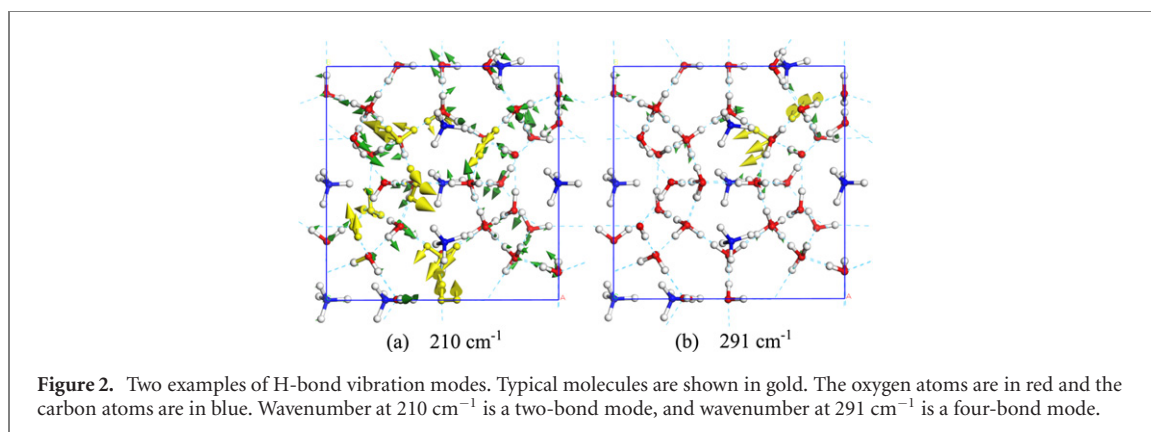 (a) 210 cm⁻¹ (b) 291 cm⁻¹
Figure 2. Two examples of H-bond vibration modes. Typical molecules are shown in gold. The oxygen atoms are in red and the
carbon atoms are in blue. Wavenumber at 210 cm⁻¹ is a two-bond mode, and wavenumber at 291 cm⁻¹ is a four-bond mode.